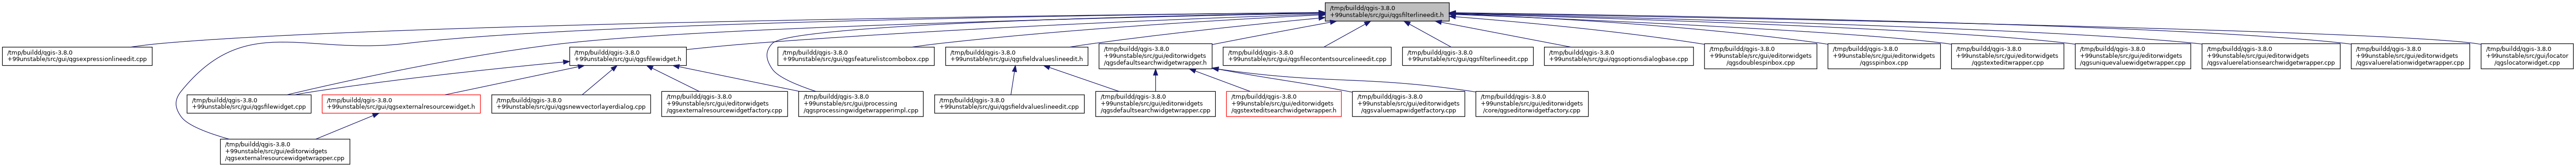 /tmp/buildd/qgis-3.8.0
+99unstable/src/gui/qgsfilterlineedit.h
/tmp/buildd/qgis-3.8.0
+99unstable/src/gui/qgsexpressionlineedit.cpp
/tmp/buildd/qgis-3.8.0
+99unstable/src/gui/qgsfilewidget.h
/tmp/buildd/qgis-3.8.0
+99unstable/src/gui/qgsfeaturelistcombobox.cpp
/tmp/buildd/qgis-3.8.0
+99unstable/src/gui/qgsfieldvalueslineedit.h
/tmp/buildd/qgis-3.8.0
+99unstable/src/gui/editorwidgets
/qgsdefaultsearchwidgetwrapper.h
/tmp/buildd/qgis-3.8.0
+99unstable/src/gui/qgsfilecontentsourcelineedit.cpp
/tmp/buildd/qgis-3.8.0
+99unstable/src/gui/qgsfilterlineedit.cpp
/tmp/buildd/qgis-3.8.0
+99unstable/src/gui/qgsoptionsdialogbase.cpp
/tmp/buildd/qgis-3.8.0
+99unstable/src/gui/editorwidgets
/qgsdoublespinbox.cpp
/tmp/buildd/qgis-3.8.0
+99unstable/src/gui/editorwidgets
/qgsspinbox.cpp
/tmp/buildd/qgis-3.8.0
+99unstable/src/gui/editorwidgets
/qgstexteditwrapper.cpp
/tmp/buildd/qgis-3.8.0
+99unstable/src/gui/editorwidgets
/qgsuniquevaluewidgetwrapper.cpp
/tmp/buildd/qgis-3.8.0
+99unstable/src/gui/editorwidgets
/qgsvaluerelationsearchwidgetwrapper.cpp
/tmp/buildd/qgis-3.8.0
+99unstable/src/gui/editorwidgets
/qgsvaluerelationwidgetwrapper.cpp
/tmp/buildd/qgis-3.8.0
+99unstable/src/gui/locator
/qgslocatorwidget.cpp
/tmp/buildd/qgis-3.8.0
+99unstable/src/gui/qgsfilewidget.cpp
/tmp/buildd/qgis-3.8.0
+99unstable/src/gui/qgsexternalresourcewidget.h
/tmp/buildd/qgis-3.8.0
+99unstable/src/gui/qgsnewvectorlayerdialog.cpp
/tmp/buildd/qgis-3.8.0
+99unstable/src/gui/editorwidgets
/qgsexternalresourcewidgetfactory.cpp
/tmp/buildd/qgis-3.8.0
+99unstable/src/gui/processing
/qgsprocessingwidgetwrapperimpl.cpp
/tmp/buildd/qgis-3.8.0
+99unstable/src/gui/qgsfieldvalueslineedit.cpp
/tmp/buildd/qgis-3.8.0
+99unstable/src/gui/editorwidgets
/qgsdefaultsearchwidgetwrapper.cpp
/tmp/buildd/qgis-3.8.0
+99unstable/src/gui/editorwidgets
/qgstexteditsearchwidgetwrapper.h
/tmp/buildd/qgis-3.8.0
+99unstable/src/gui/editorwidgets
/qgsvaluemapwidgetfactory.cpp
/tmp/buildd/qgis-3.8.0
+99unstable/src/gui/editorwidgets
/core/qgseditorwidgetfactory.cpp
/tmp/buildd/qgis-3.8.0
+99unstable/src/gui/editorwidgets
/qgsexternalresourcewidgetwrapper.cpp